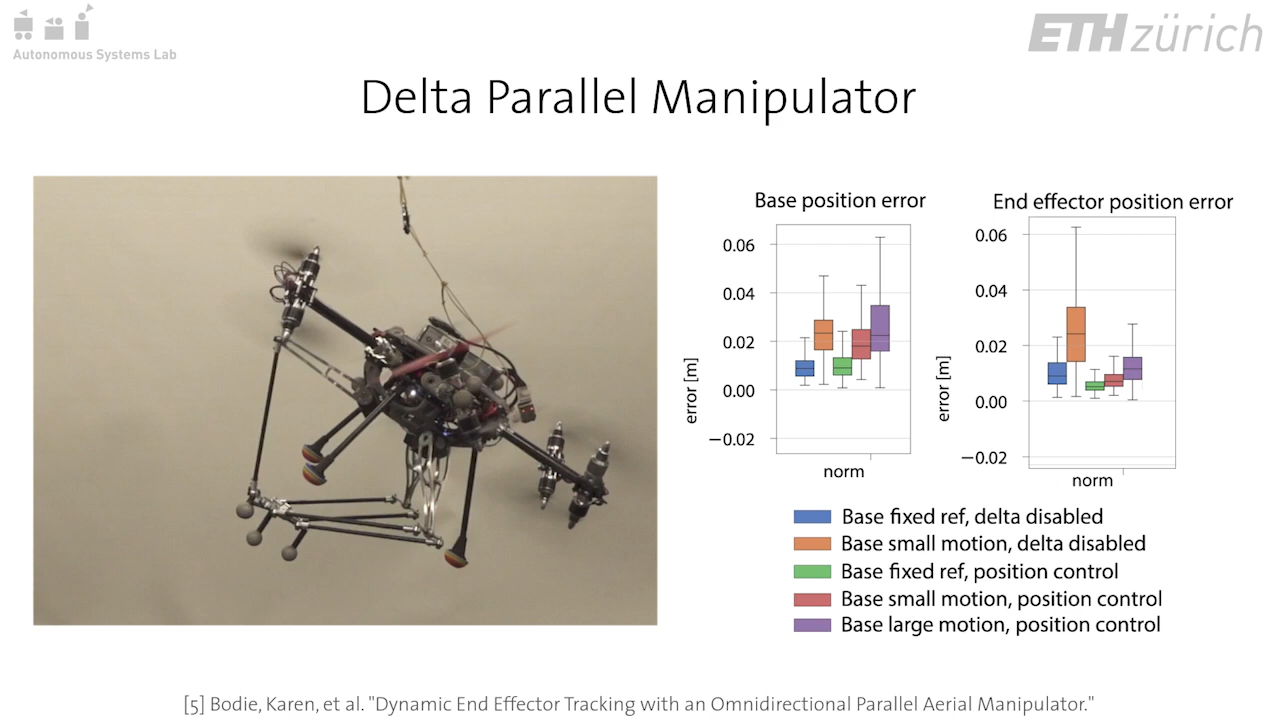 Autonomous Systems Lab
ETH zürich
Delta Parallel Manipulator
Base position error
0.06
0.04
0.02
0.00
−0.02
error [m]
norm
End effector position error
0.06
0.04
0.02
0.00
−0.02
error [m]
norm
Base fixed ref, delta disabled
Base small motion, delta disabled
Base fixed ref, position control
Base small motion, position control
Base large motion, position control
[5] Bodie, Karen, et al. "Dynamic End Effector Tracking with an Omnidirectional Parallel Aerial Manipulator."